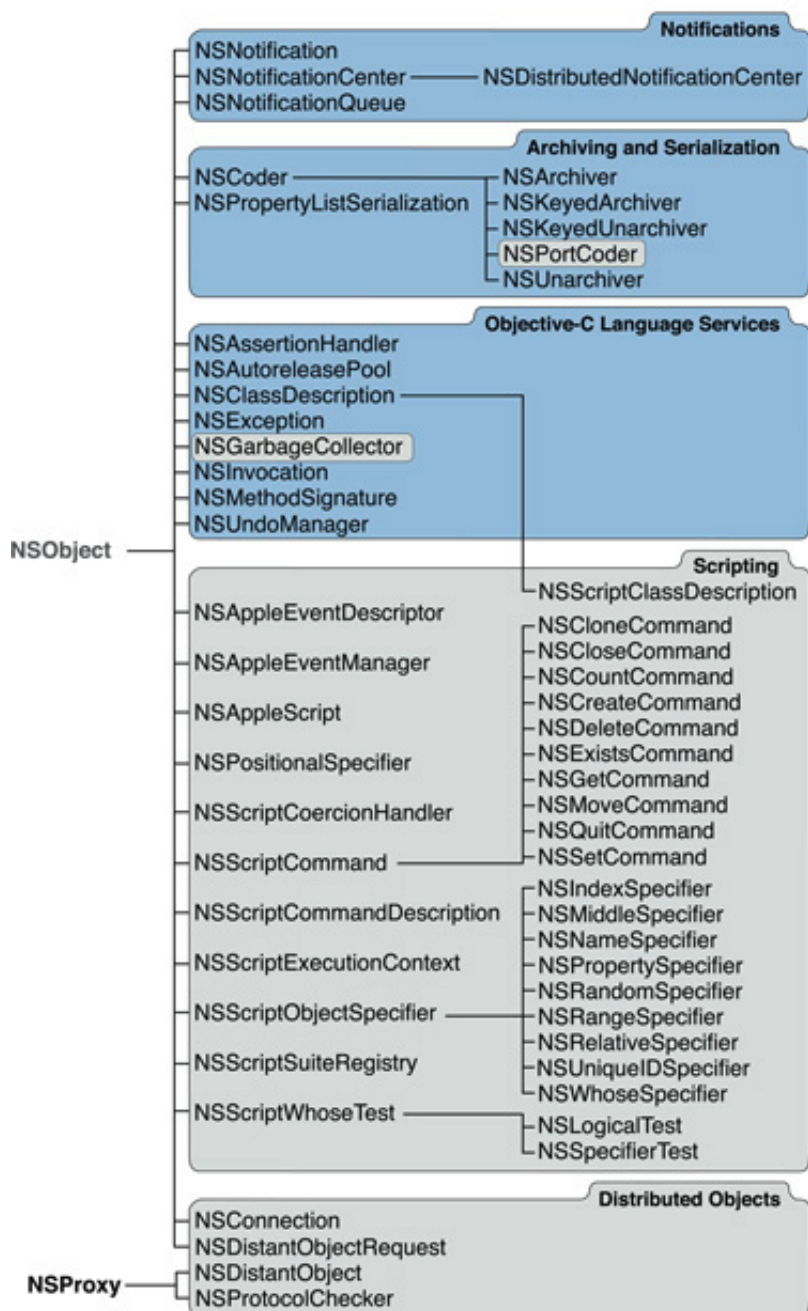 Notifications
NSNotification
NSNotificationCenter NSDistributedNotificationCenter
NSNotificationQueue
Archiving and Serialization
NSCoder NSArchiver
NSPropertyListSerialization NSKeyedArchiver
NSKeyedUnarchiver
NSPortCoder
NSUnarchiver
Objective-C Language Services
NSAssertionHandler
NSAutoreleasePool
NSClassDescription
NSException
NSGarbageCollector
NSInvocation
NSMethodSignature
NSUndoManager
NSObject
Scripting
NSScriptClassDescription
NSAppleEventDescriptor
NSAppleEventManager
NSAppleScript
NSPositionalSpecifier
NSScriptCoercionHandler
NSScriptCommand
NSScriptCommandDescription
NSScriptExecutionContext
NSScriptObjectSpecifier
NSScriptSuiteRegistry
NSScriptWhoseTest
NSCloneCommand
NSCloseCommand
NSCountCommand
NSCreateCommand
NSDeleteCommand
NSExistsCommand
NSGetCommand
NSMoveCommand
NSQuitCommand
NSSetCommand
NSIndexSpecifier
NSMiddleSpecifier
NSNameSpecifier
NSPropertySpecifier
NSRandomSpecifier
NSRangeSpecifier
NSRelativeSpecifier
NSUniqueIDSpecifier
NSWhoseSpecifier
NSLogicalTest
NSSpecifierTest
Distributed Objects
NSConnection
NSDistantObjectRequest
NSProxy
NSDistantObject
NSProtocolChecker